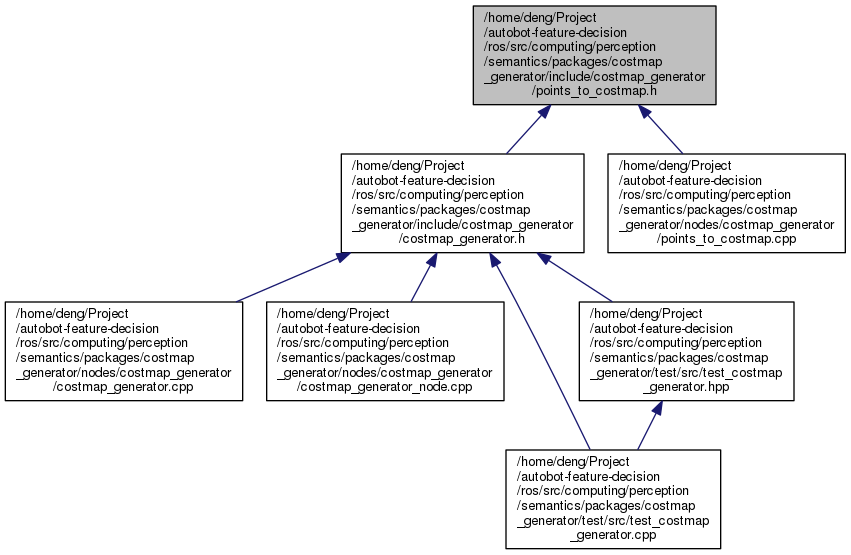 /home/deng/Project
/autobot-feature-decision
/ros/src/computing/perception
/semantics/packages/costmap
_generator/include/costmap_generator
/points_to_costmap.h
/home/deng/Project
/autobot-feature-decision
/ros/src/computing/perception
/semantics/packages/costmap
_generator/include/costmap_generator
/costmap_generator.h
/home/deng/Project
/autobot-feature-decision
/ros/src/computing/perception
/semantics/packages/costmap
_generator/nodes/costmap_generator
/points_to_costmap.cpp
/home/deng/Project
/autobot-feature-decision
/ros/src/computing/perception
/semantics/packages/costmap
_generator/nodes/costmap_generator
/costmap_generator.cpp
/home/deng/Project
/autobot-feature-decision
/ros/src/computing/perception
/semantics/packages/costmap
_generator/nodes/costmap_generator
/costmap_generator_node.cpp
/home/deng/Project
/autobot-feature-decision
/ros/src/computing/perception
/semantics/packages/costmap
_generator/test/src/test_costmap
_generator.hpp
/home/deng/Project
/autobot-feature-decision
/ros/src/computing/perception
/semantics/packages/costmap
_generator/test/src/test_costmap
_generator.cpp